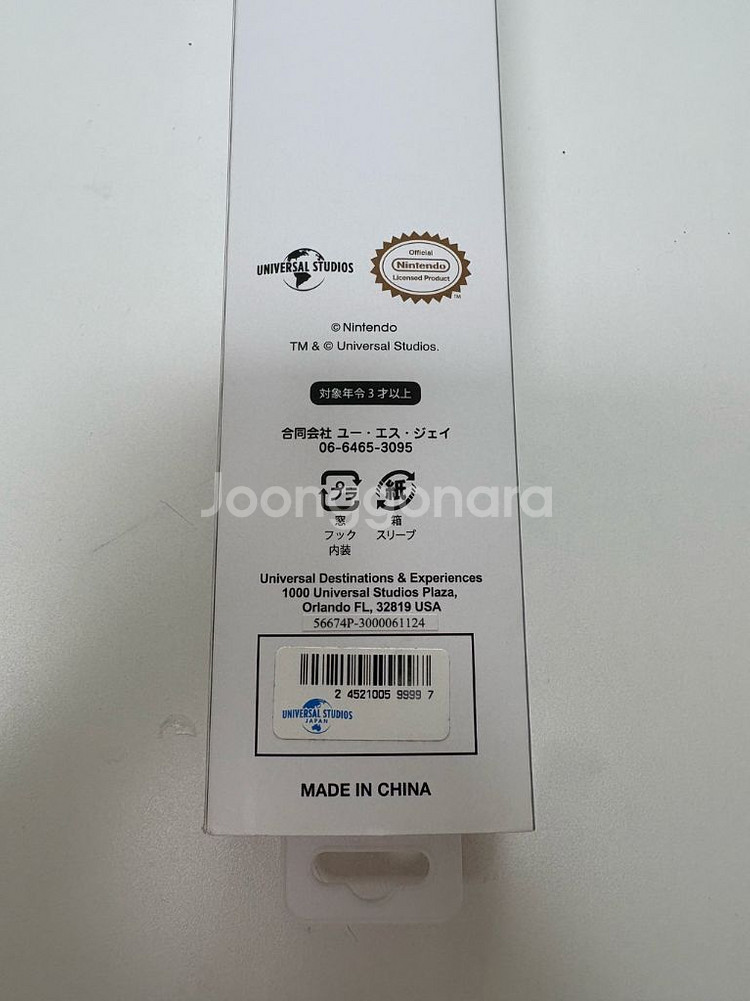 UNIVERSAL STUDIOS
Official
Nintendo
Licensed Product
TM
© Nintendo
TM & © Universal Studios.
対象年令3才以上
合同会社 ユー・エス・ジェイ
06-6465-3095
プラ
紙
窓
フック
内装
箱
スリーブ
Joonggonara
Universal Destinations & Experiences
1000 Universal Studios Plaza,
Orlando FL, 32819 USA
56674P-3000061124
2 4521005 9999 7
UNIVERSAL STUDIOS
JAPAN
MADE IN CHINA